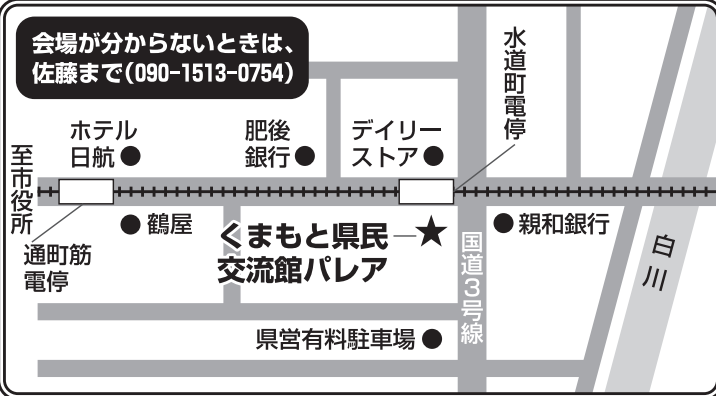 会場が分からないときは、
佐藤まで(090-1513-0754)
水道町電停
ホテル
日航●
肥後
銀行●
デイリー
ストア●
至市役所
●鶴屋
くまもと県民
交流館パレア
★
●親和銀行
通町筋
電停
国道3号線
白川
県営有料駐車場●